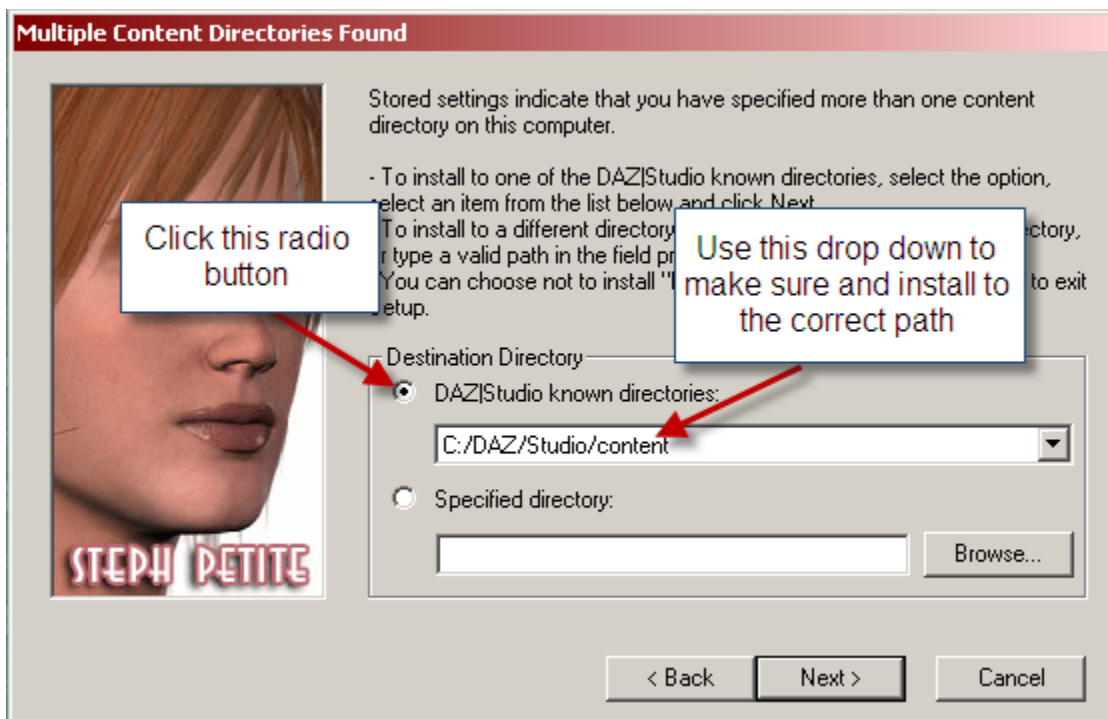 Multiple Content Directories Found
Stored settings indicate that you have specified more than one content
directory on this computer.
- To install to one of the DAZ|Studio known directories, select the option,
select an item from the list below and click Next.
To install to a different directory
ectory,
type a valid path in the field
You can choose not to install
to exit
etup.
Click this radio
button
Use this drop down to
make sure and install to
the correct path
Destination Directory
DAZ|Studio known directories:
C:/DAZ/Studio/content
Specified directory:
Browse...
STEPH PETITE
< Back
Next >
Cancel